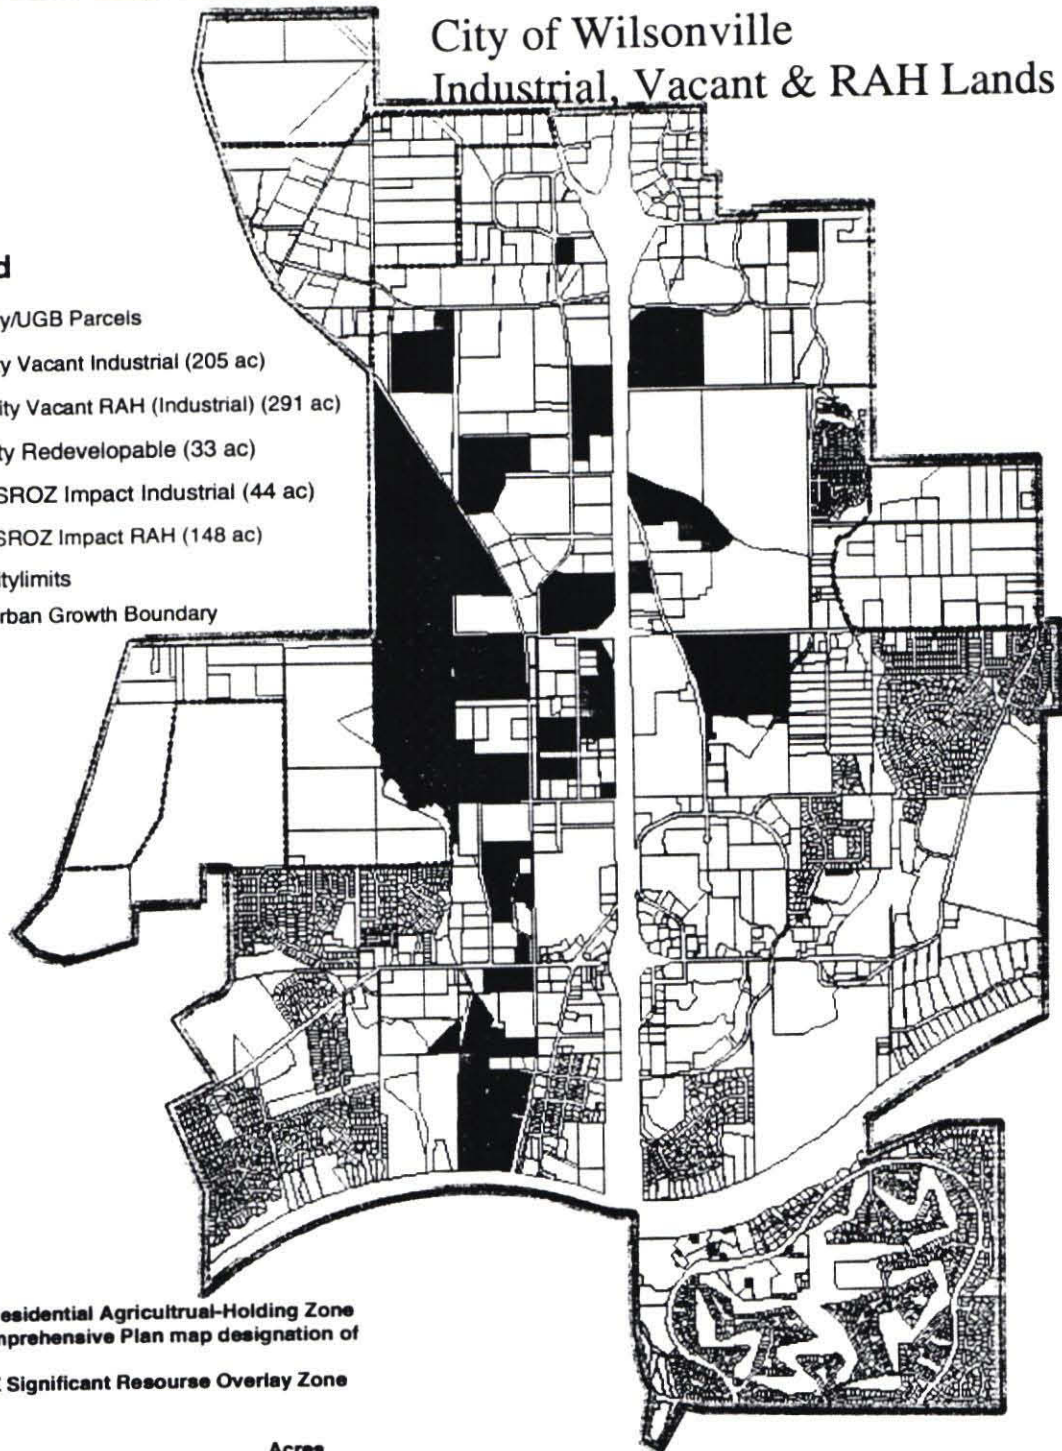 City of Wilsonville
Industrial, Vacant & RAH Lands
d
y/UGB Parcels
y Vacant Industrial (205 ac)
ity Vacant RAH (Industrial) (291 ac)
ty Redevelopable (33 ac)
SROZ Impact Industrial (44 ac)
SROZ Impact RAH (148 ac)
itylimits
rban Growth Boundary
esidential Agricultrual-Holding Zone
mprehensive Plan map designation of
Significant Resourse Overlay Zone
Acres